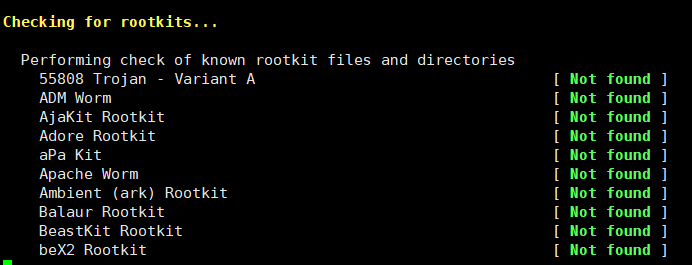 Checking for rootkits...
Performing check of known rootkit files and directories
55808 Trojan - Variant A [ Not found ]
ADM Worm [ Not found ]
AjaKit Rootkit [ Not found ]
Adore Rootkit [ Not found ]
aPa Kit [ Not found ]
Apache Worm [ Not found ]
Ambient (ark) Rootkit [ Not found ]
Balaur Rootkit [ Not found ]
BeastKit Rootkit [ Not found ]
beX2 Rootkit [ Not found ]